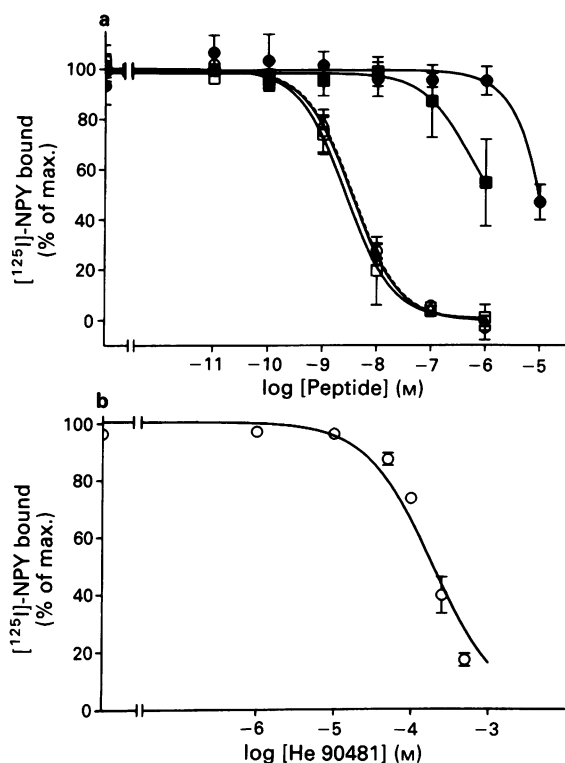 a
[¹²⁵I]-NPY bound
(% of max.)
100
80
60
40
20
0
−11 −10 −9 −8 −7 −6 −5
log [Peptide] (M)
b
[¹²⁵I]-NPY bound
(% of max.)
100
80
60
40
20
0
−6 −5 −4 −3
log [He 90481] (M)